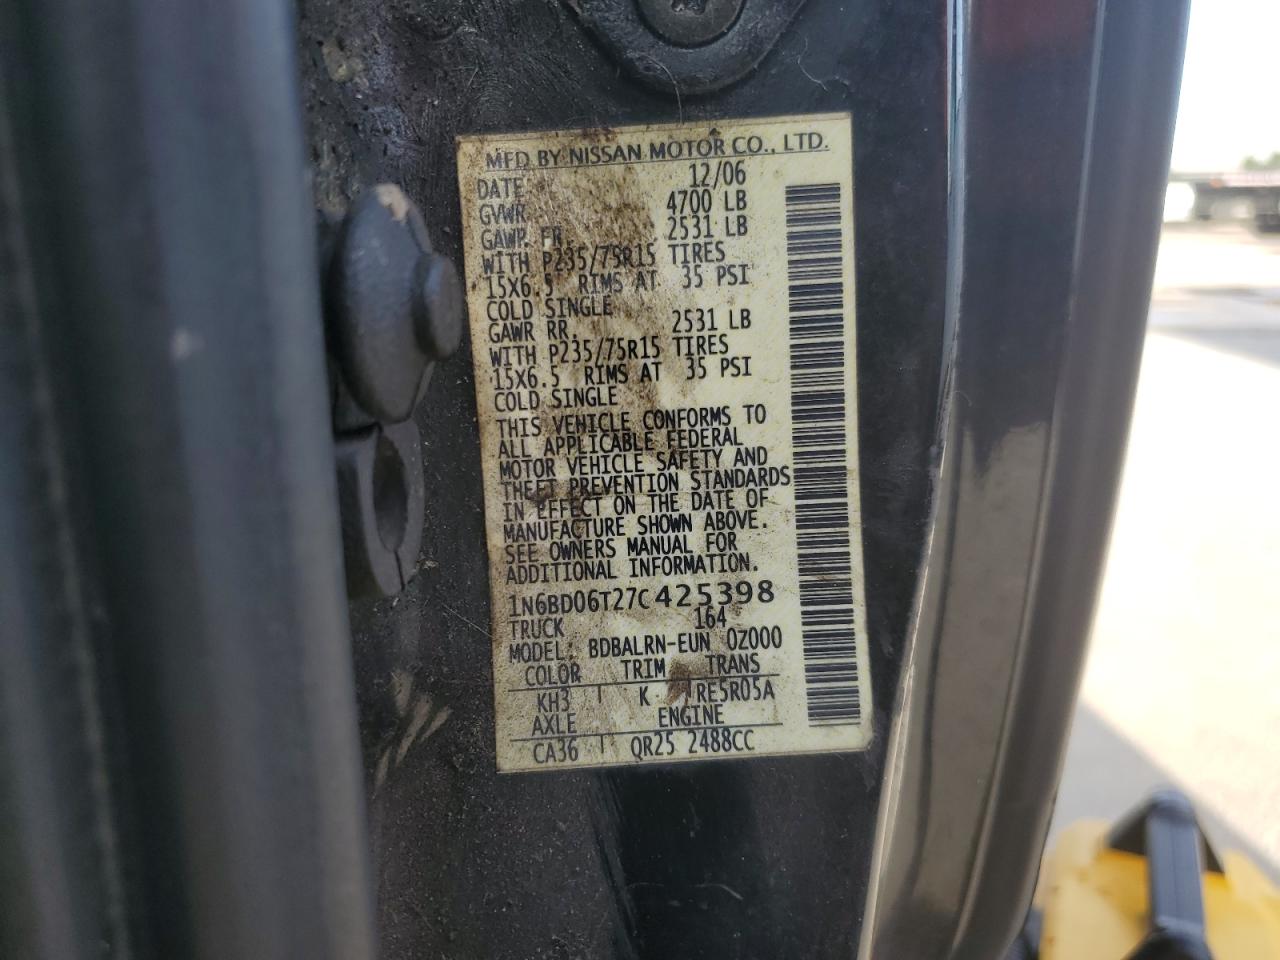 MFD BY NISSAN MOTOR CO., LTD.
DATE 12/06
GVWR 4700 LB
GAWR FR. 2531 LB
WITH P235/75R15 TIRES
15X6.5 RIMS AT 35 PSI
COLD SINGLE
GAWR RR. 2531 LB
WITH P235/75R15 TIRES
15X6.5 RIMS AT 35 PSI
COLD SINGLE
THIS VEHICLE CONFORMS TO
ALL APPLICABLE FEDERAL
MOTOR VEHICLE SAFETY AND
THEFT PREVENTION STANDARDS
IN EFFECT ON THE DATE OF
MANUFACTURE SHOWN ABOVE.
SEE OWNERS MANUAL FOR
ADDITIONAL INFORMATION.
1N6BD06T27C425398
TRUCK 164
MODEL: BDBALRN-EUN 0Z000
COLOR TRIM TRANS
KH3 K RE5R05A
AXLE ENGINE
CA36 QR25 2488CC